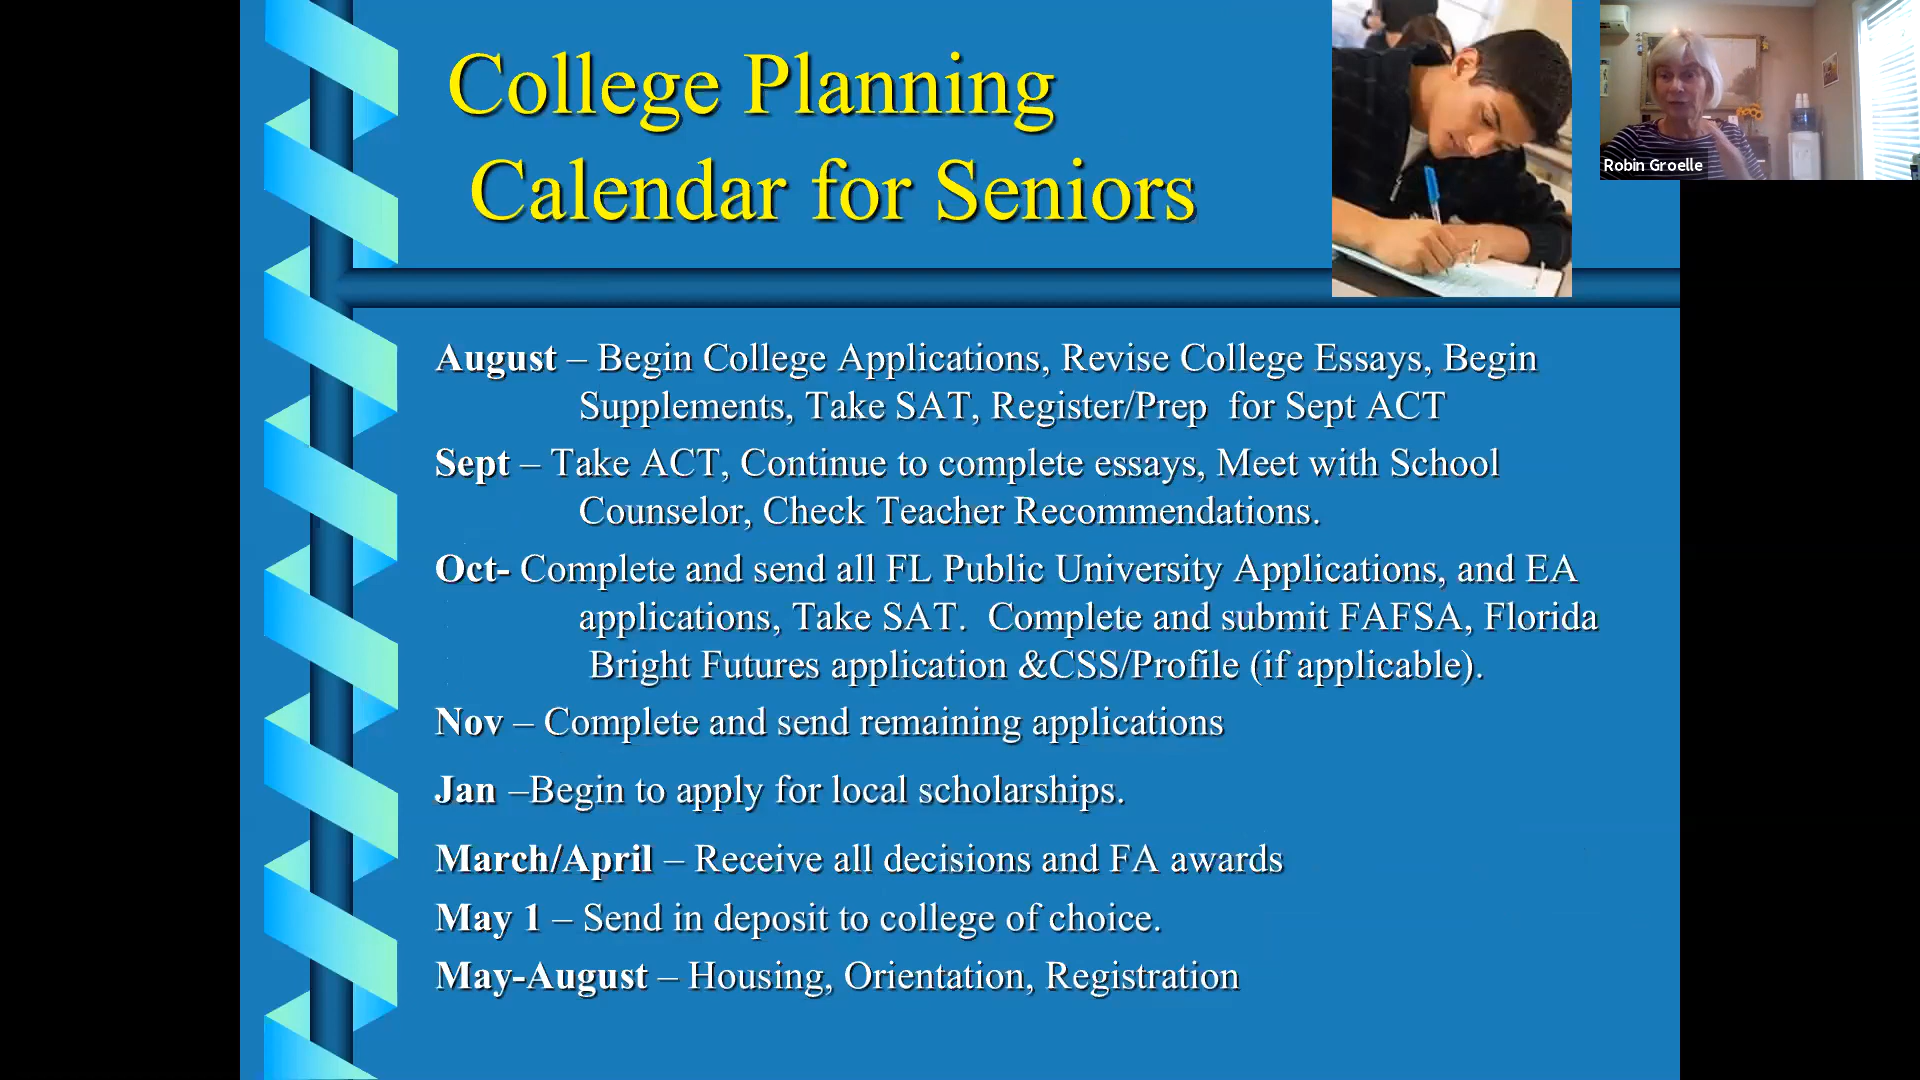 College Planning
Calendar for Seniors
Robin Groelle
August – Begin College Applications, Revise College Essays, Begin
Supplements, Take SAT, Register/Prep for Sept ACT
Sept – Take ACT, Continue to complete essays, Meet with School
Counselor, Check Teacher Recommendations.
Oct- Complete and send all FL Public University Applications, and EA
applications, Take SAT. Complete and submit FAFSA, Florida
Bright Futures application &CSS/Profile (if applicable).
Nov – Complete and send remaining applications
Jan –Begin to apply for local scholarships.
March/April – Receive all decisions and FA awards
May 1 – Send in deposit to college of choice.
May-August – Housing, Orientation, Registration